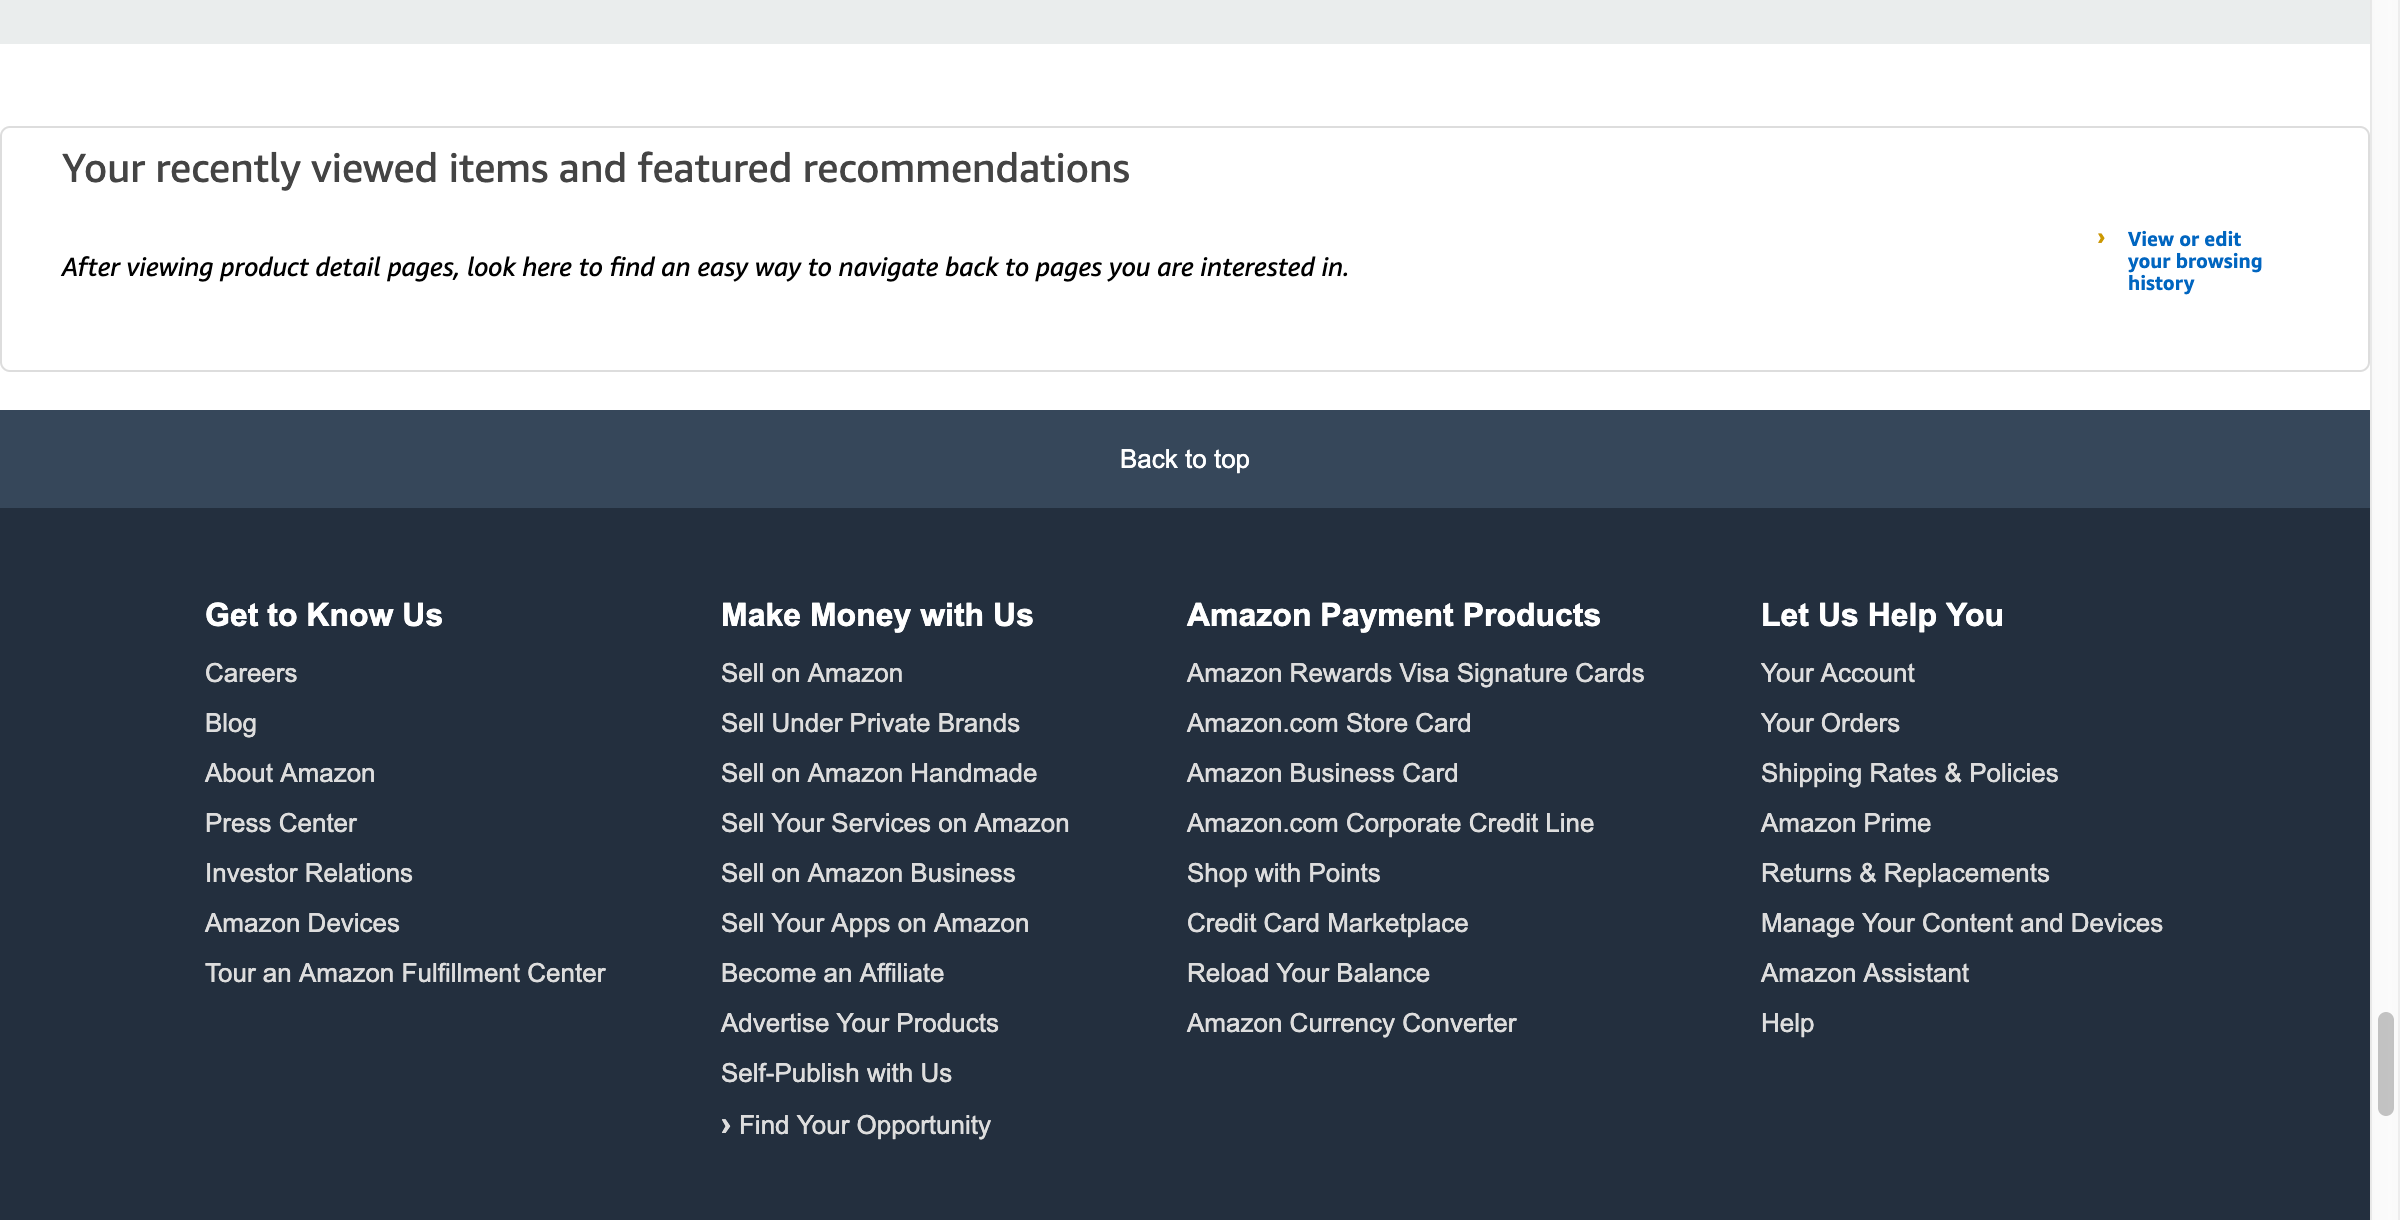 Your recently viewed items and featured recommendations
After viewing product detail pages, look here to find an easy way to navigate back to pages you are interested in.
› View or edit
your browsing
history
Back to top
Get to Know Us
Careers
Blog
About Amazon
Press Center
Investor Relations
Amazon Devices
Tour an Amazon Fulfillment Center
Make Money with Us
Sell on Amazon
Sell Under Private Brands
Sell on Amazon Handmade
Sell Your Services on Amazon
Sell on Amazon Business
Sell Your Apps on Amazon
Become an Affiliate
Advertise Your Products
Self-Publish with Us
› Find Your Opportunity
Amazon Payment Products
Amazon Rewards Visa Signature Cards
Amazon.com Store Card
Amazon Business Card
Amazon.com Corporate Credit Line
Shop with Points
Credit Card Marketplace
Reload Your Balance
Amazon Currency Converter
Let Us Help You
Your Account
Your Orders
Shipping Rates & Policies
Amazon Prime
Returns & Replacements
Manage Your Content and Devices
Amazon Assistant
Help